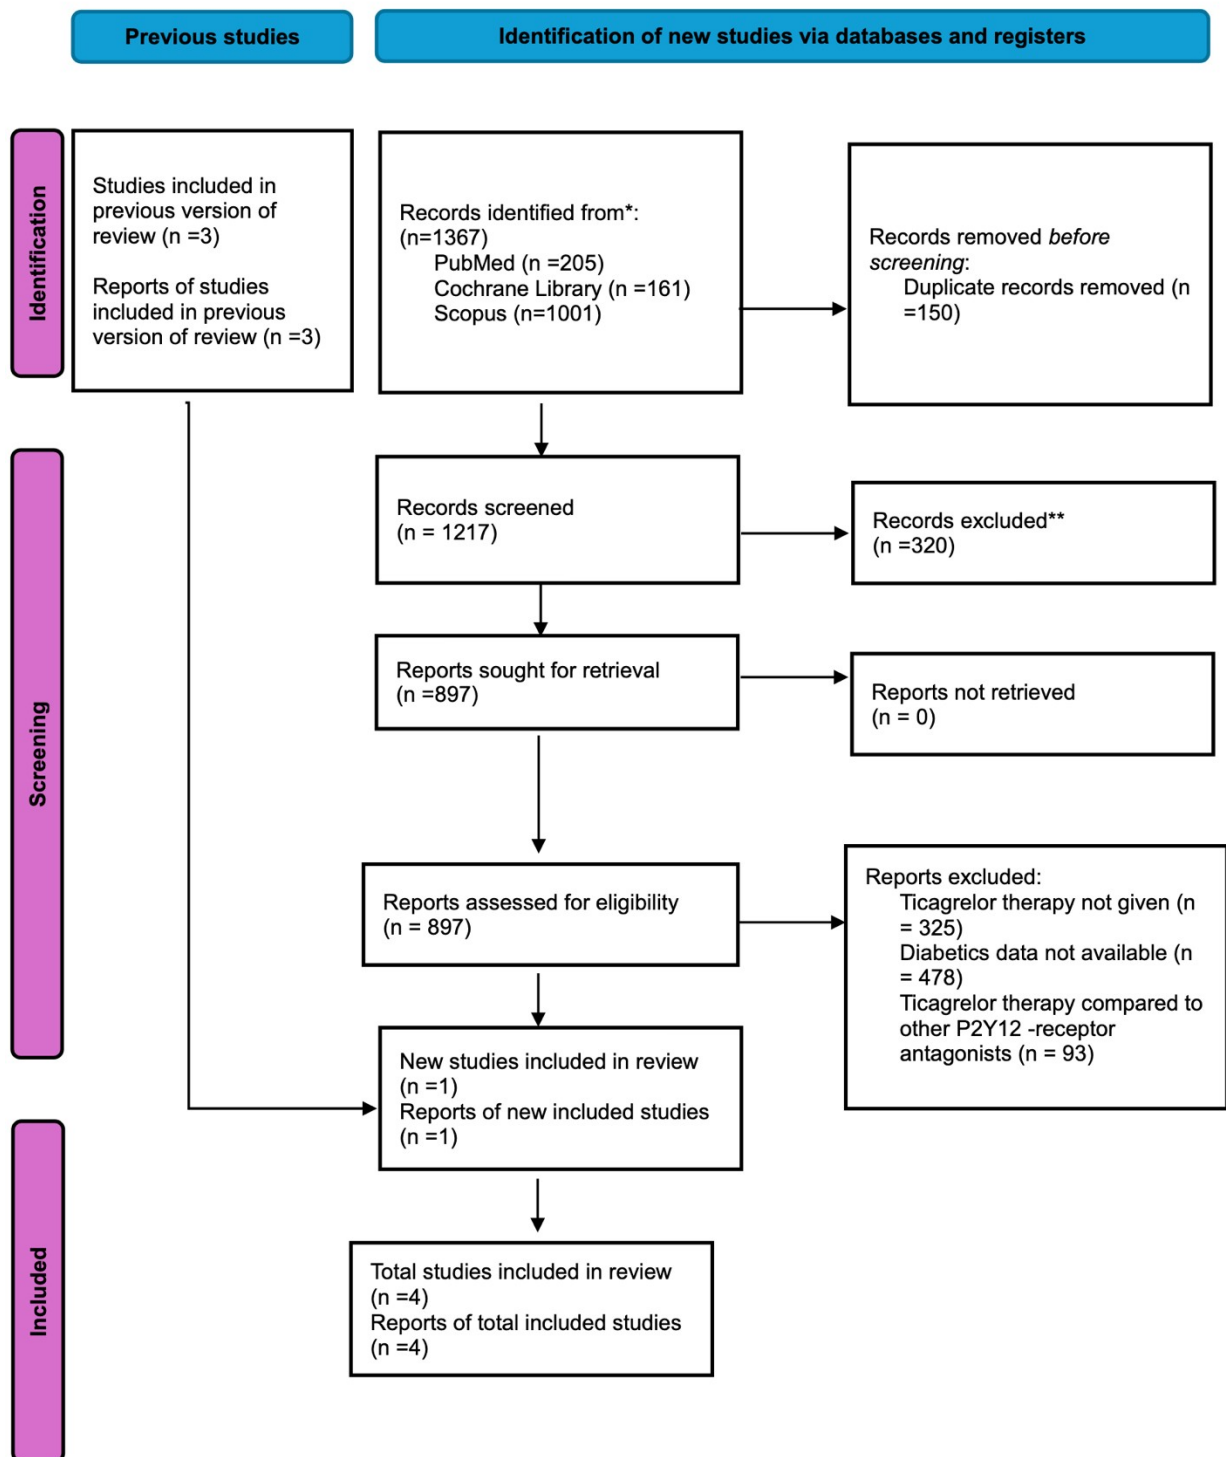 Previous studies
Identification of new studies via databases and registers
Identification
Studies included in
previous version of
review (n =3)
Reports of studies
included in previous
version of review (n =3)
Records identified from*:
(n=1367)
PubMed (n =205)
Cochrane Library (n =161)
Scopus (n=1001)
Records removed before
screening:
Duplicate records removed (n
=150)
Screening
Records screened
(n = 1217)
Records excluded**
(n =320)
Reports sought for retrieval
(n =897)
Reports not retrieved
(n = 0)
Reports assessed for eligibility
(n = 897)
Reports excluded:
Ticagrelor therapy not given (n
= 325)
Diabetics data not available (n
= 478)
Ticagrelor therapy compared to
other P2Y12 -receptor
antagonists (n = 93)
New studies included in review
(n =1)
Reports of new included studies
(n =1)
Included
Total studies included in review
(n =4)
Reports of total included studies
(n =4)